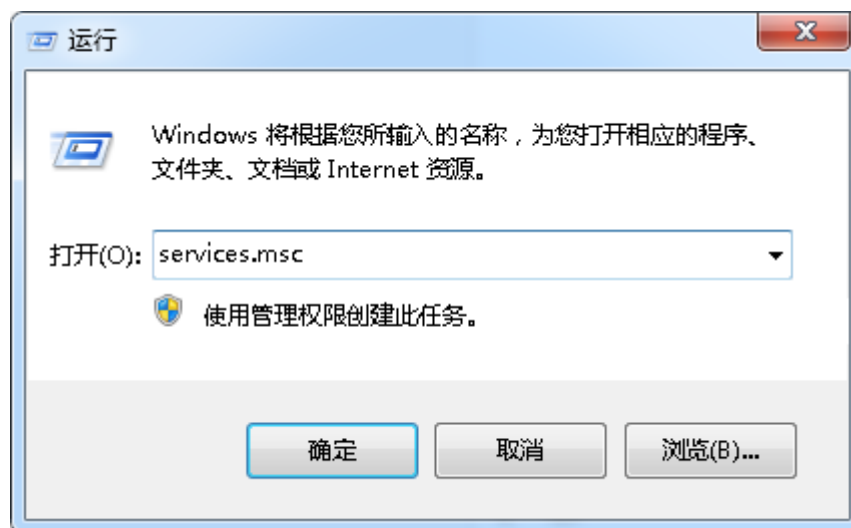 运行
Windows 将根据您所输入的名称，为您打开相应的程序、
文件夹、文档或 Internet 资源。
打开(O): services.msc
使用管理权限创建此任务。
确定 取消 浏览(B)...